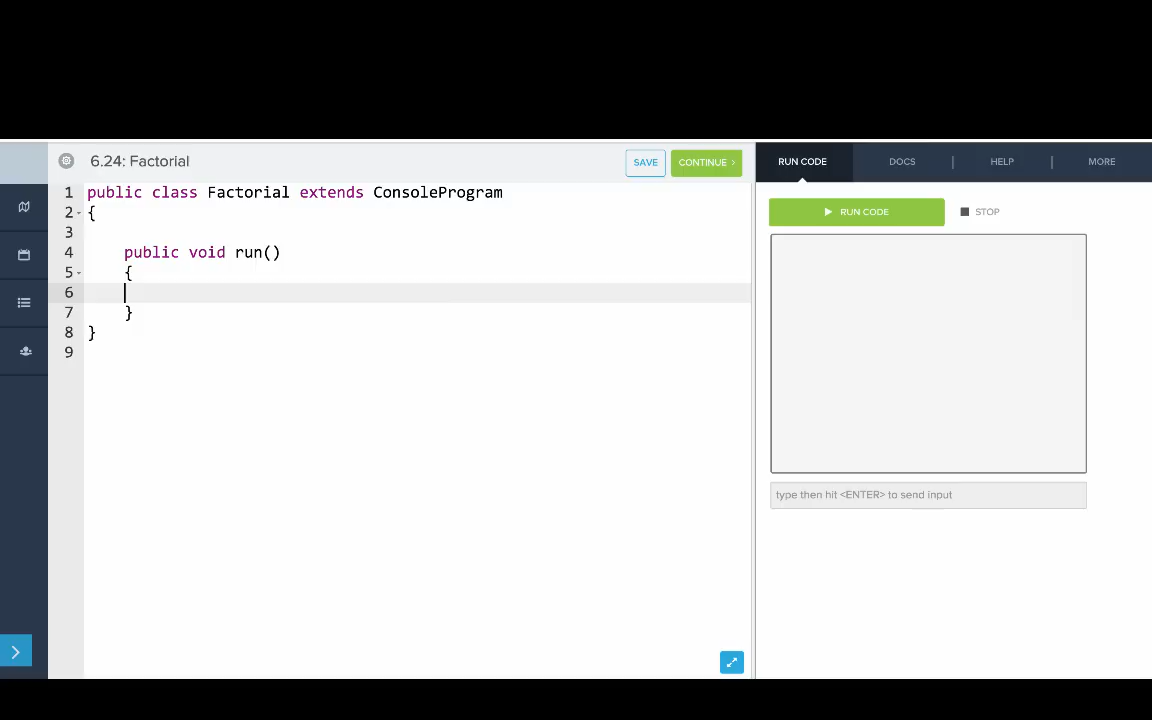 6.24: Factorial
SAVE
CONTINUE >
RUN CODE
DOCS
|
HELP
|
MORE
1 public class Factorial extends ConsoleProgram
2 {
3
4 public void run()
5 {
6
7 }
8 }
9
RUN CODE
STOP
type then hit <ENTER> to send input